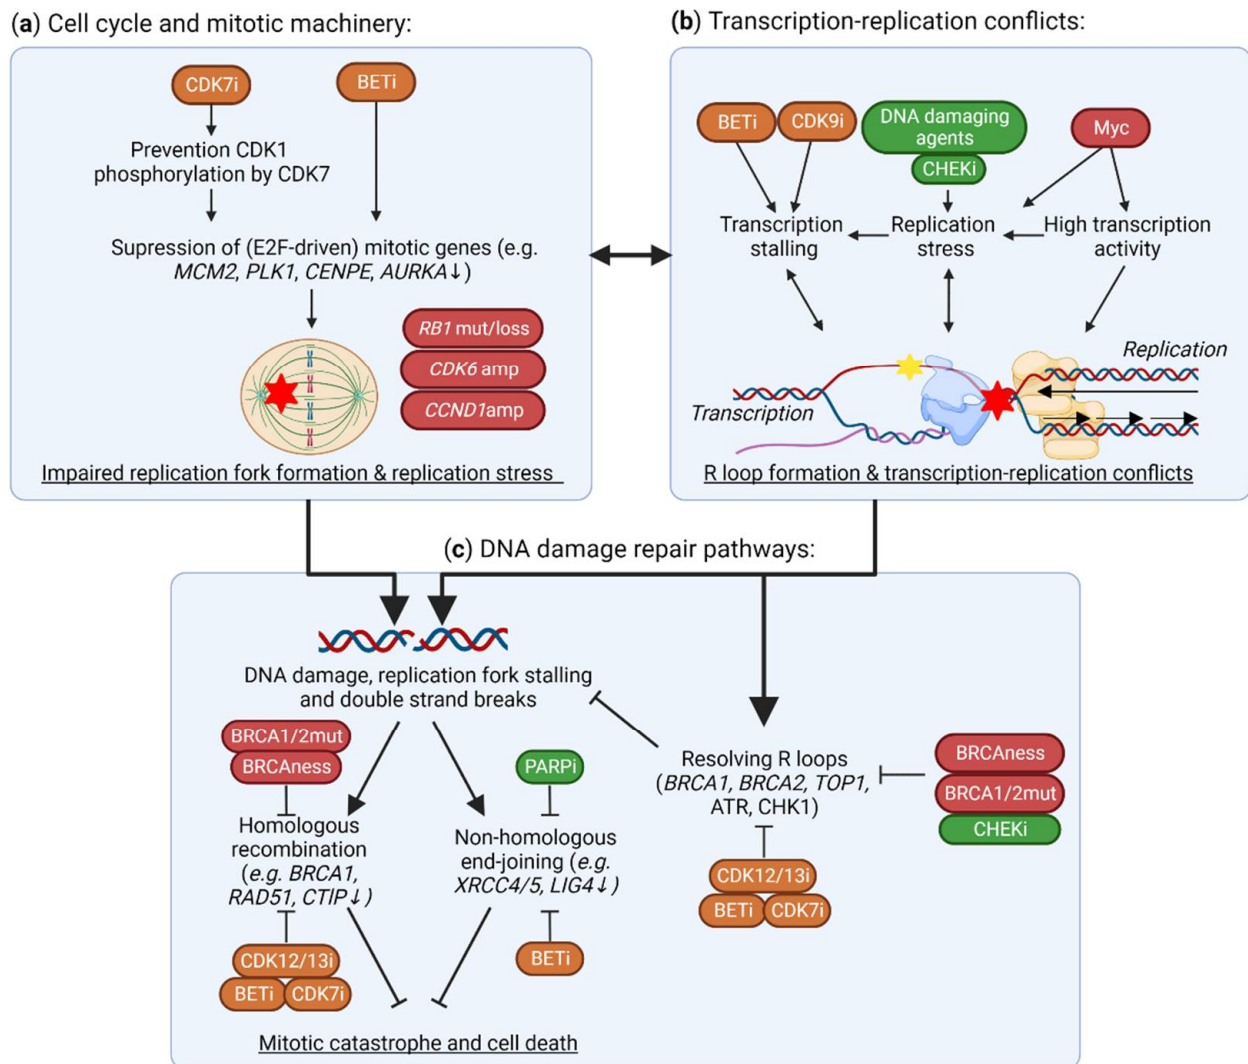 (a) Cell cycle and mitotic machinery:
CDK7i
BETi
Prevention CDK1
phosphorylation by CDK7
Supression of (E2F-driven) mitotic genes (e.g.
MCM2, PLK1, CENPE, AURKA↓)
RB1 mut/loss
CDK6 amp
CCND1amp
Impaired replication fork formation & replication stress
(b) Transcription-replication conflicts:
BETi
CDK9i
DNA damaging
agents
CHEKi
Myc
Transcription
stalling
Replication
stress
High transcription
activity
Replication
Transcription
R loop formation & transcription-replication conflicts
(c) DNA damage repair pathways:
DNA damage, replication fork stalling
and double strand breaks
BRCA1/2mut
BRCAness
PARPi
Homologous
recombination
(e.g. BRCA1,
RAD51, CTIP↓)
Non-homologous
end-joining (e.g.
XRCC4/5, LIG4↓)
CDK12/13i
BETi
CDK7i
BETi
Mitotic catastrophe and cell death
Resolving R loops
(BRCA1, BRCA2, TOP1,
ATR, CHK1)
CDK12/13i
BETi
CDK7i
BRCAness
BRCA1/2mut
CHEKi